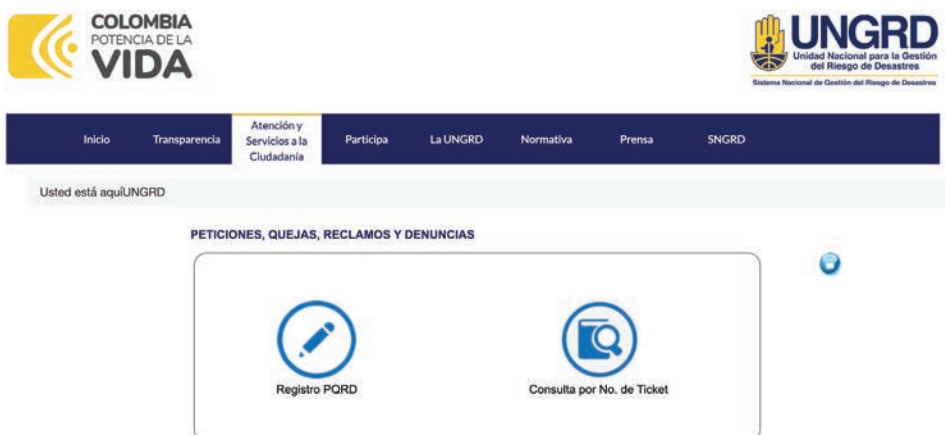 COLOMBIA
POTENCIA DE LA
VIDA
UNGRD
Unidad Nacional para la Gestión
del Riesgo de Desastres
Sistema Nacional de Gestión del Riesgo de Desastres
Inicio
Transparencia
Atención y
Servicios a la
Ciudadanía
Participa
La UNGRD
Normativa
Prensa
SNGRD
Usted está aquíUNGRD
PETICIONES, QUEJAS, RECLAMOS Y DENUNCIAS
Registro PQRD
Consulta por No. de Ticket